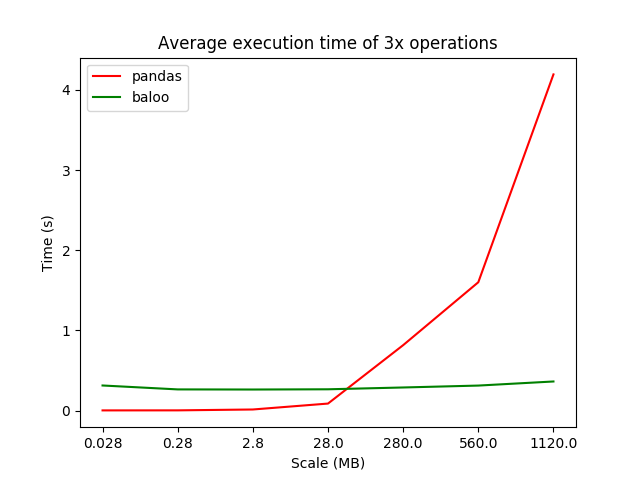 Average execution time of 3x operations
pandas
baloo
4
3
2
1
0
Time (s)
0.028 0.28 2.8 28.0 280.0 560.0 1120.0
Scale (MB)